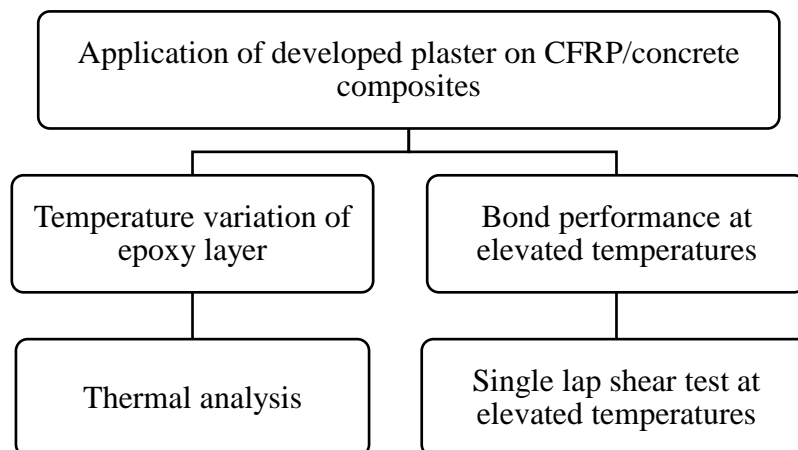 Application of developed plaster on CFRP/concrete
composites
Temperature variation of
epoxy layer
Bond performance at
elevated temperatures
Thermal analysis
Single lap shear test at
elevated temperatures